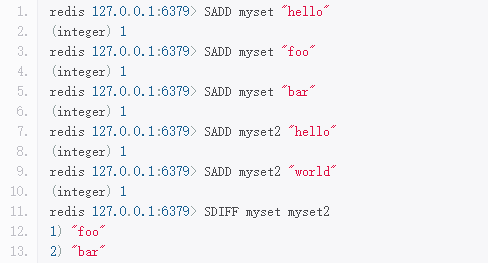 1. redis 127.0.0.1:6379> SADD myset "hello"
2. (integer) 1
3. redis 127.0.0.1:6379> SADD myset "foo"
4. (integer) 1
5. redis 127.0.0.1:6379> SADD myset "bar"
6. (integer) 1
7. redis 127.0.0.1:6379> SADD myset2 "hello"
8. (integer) 1
9. redis 127.0.0.1:6379> SADD myset2 "world"
10. (integer) 1
11. redis 127.0.0.1:6379> SDIFF myset myset2
12. 1) "foo"
13. 2) "bar"